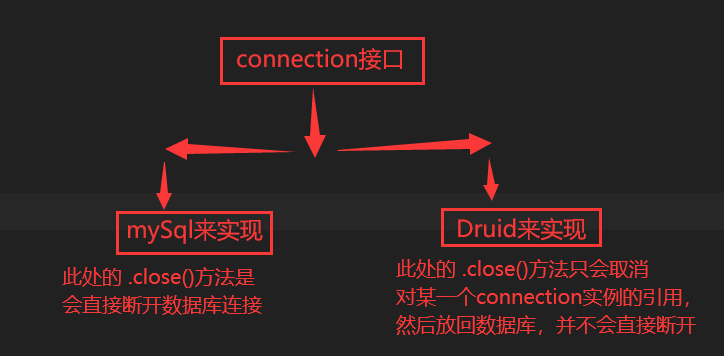 connection接口
mySql来实现
Druid来实现
此处的 .close()方法是
会直接断开数据库连接
此处的 .close()方法只会取消
对某一个connection实例的引用，
然后放回数据库，并不会直接断开